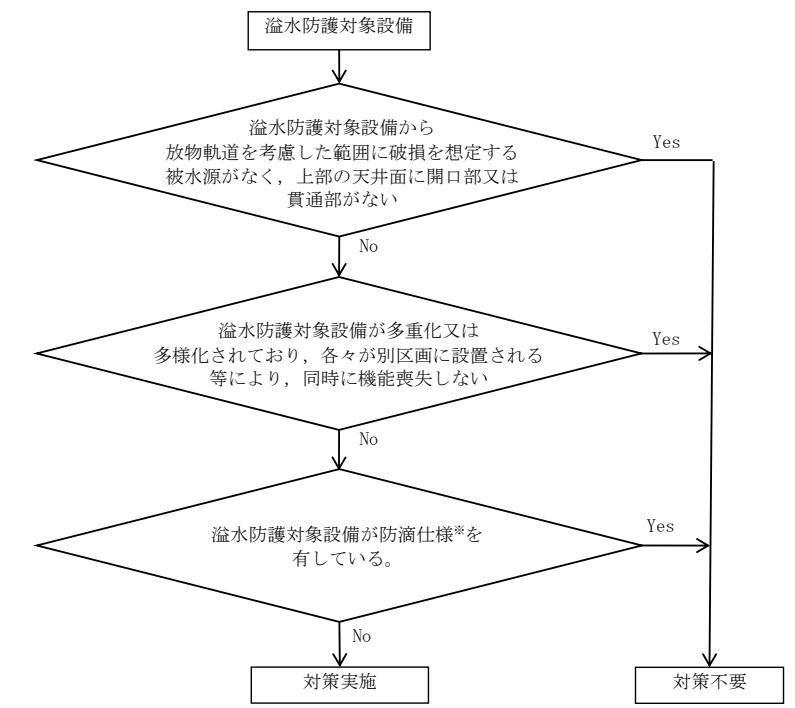 溢水防護対象設備
溢水防護対象設備から
放物軌道を考慮した範囲に破損を想定する
被水源がなく，上部の天井面に開口部又は
貫通部がない
Yes
No
溢水防護対象設備が多重化又は
多様化されており，各々が別区画に設置される
等により，同時に機能喪失しない
Yes
No
溢水防護対象設備が防滴仕様※を
有している。
Yes
No
対策実施
対策不要